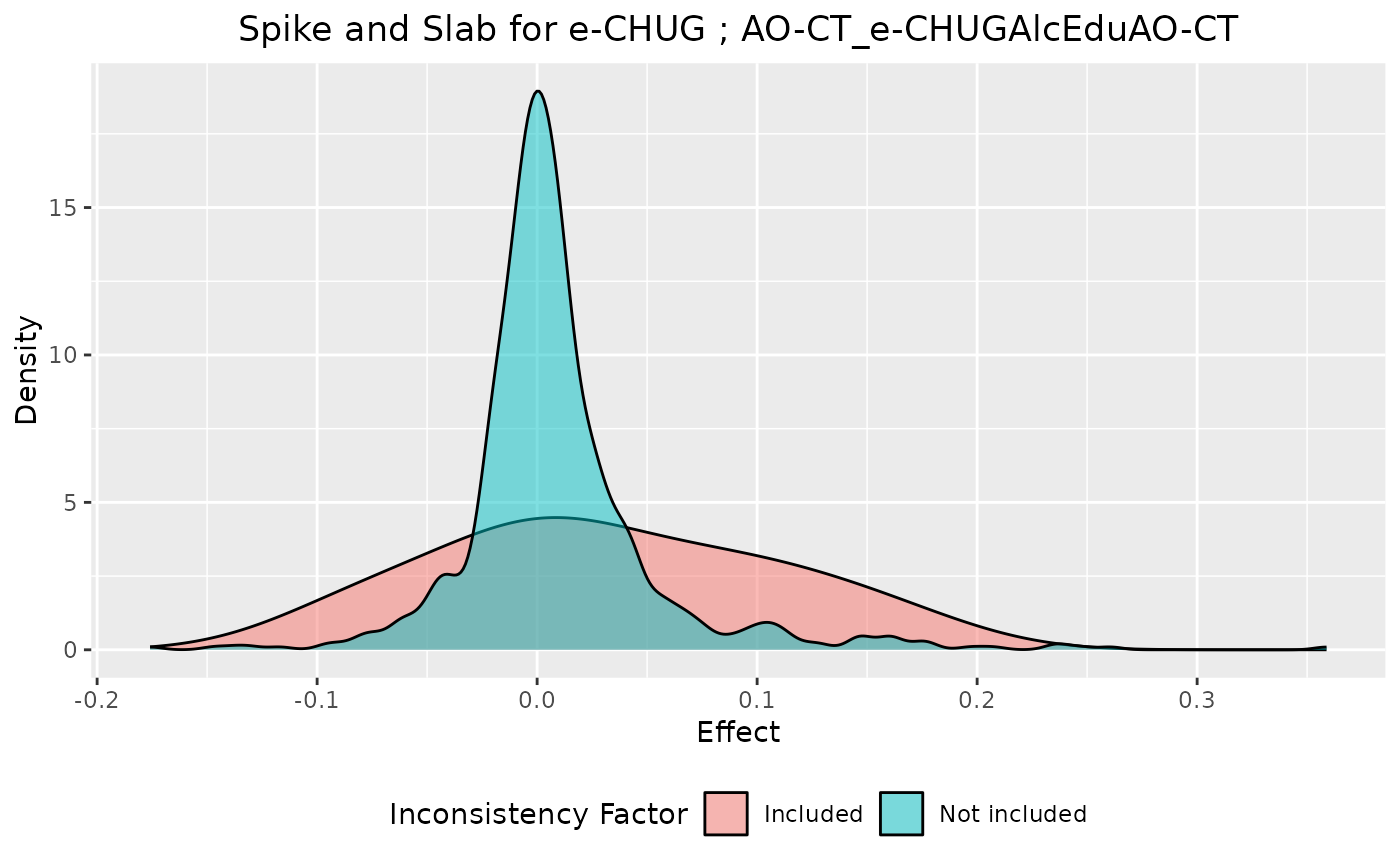 Spike and Slab for e-CHUG ; AO-CT_e-CHUGAlcEduAO-CT
Density
15
10
5
0
-0.2 -0.1 0.0 0.1 0.2 0.3
Effect
Inconsistency Factor Included Not included